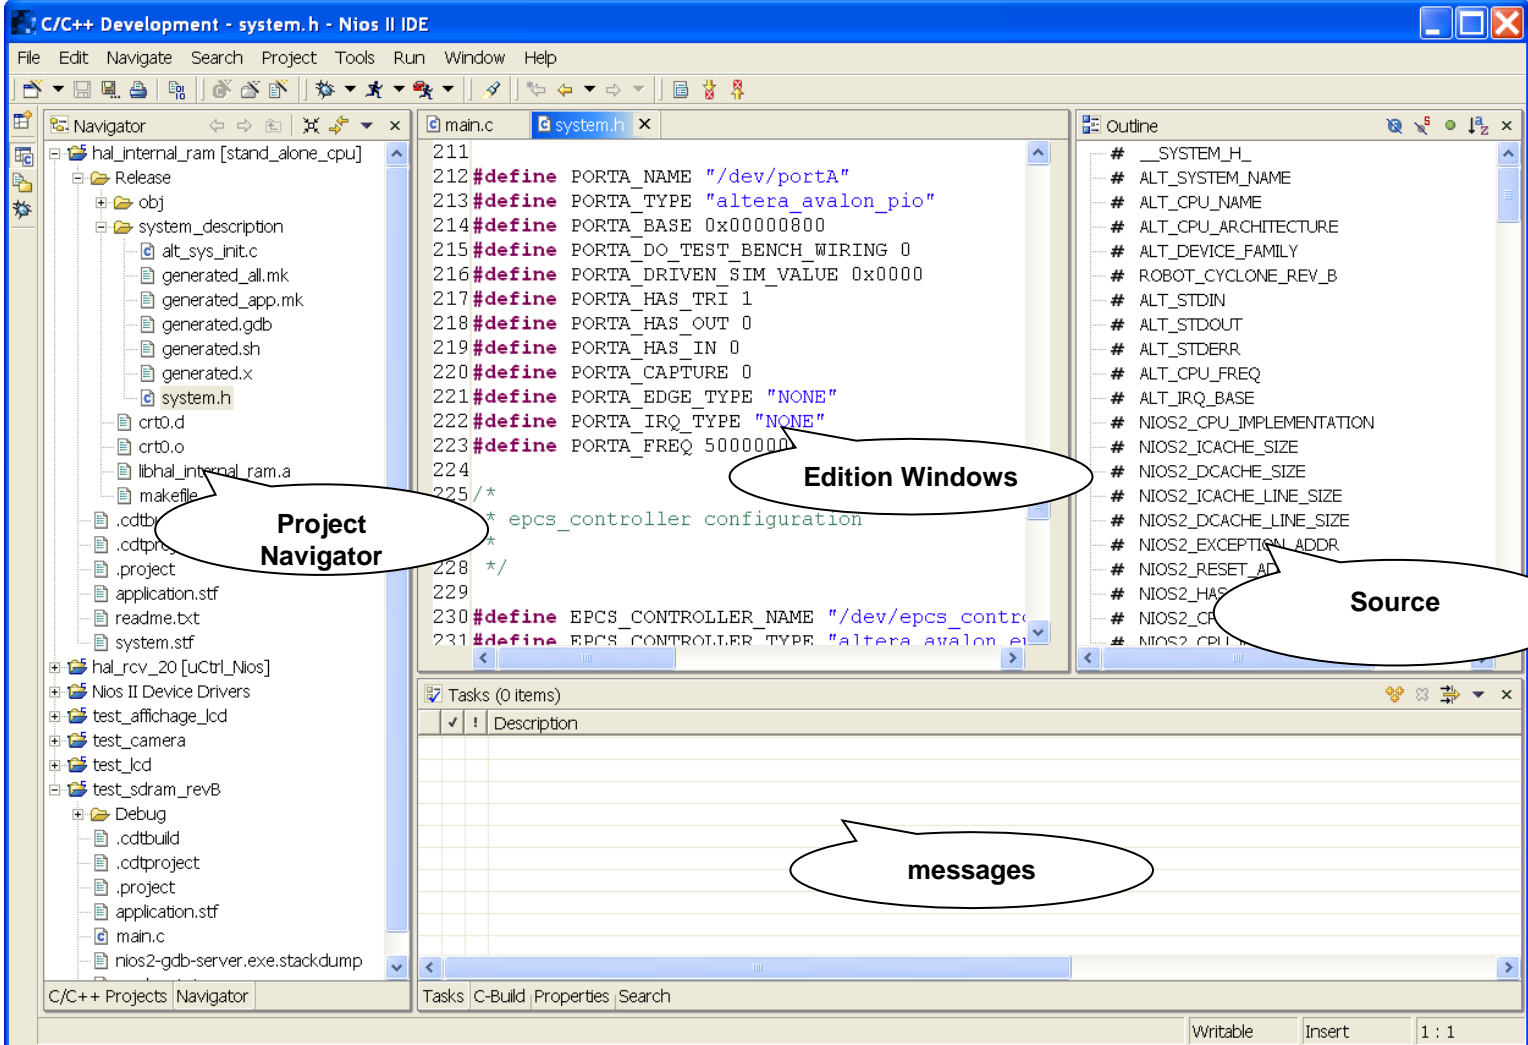 C/C++ Development - system.h - Nios II IDE
File Edit Navigate Search Project Tools Run Window Help
Navigator
hal_internal_ram [stand_alone_cpu]
Release
obj
system_description
alt_sys_init.c
generated_all.mk
generated_app.mk
generated.gdb
generated.sh
generated.x
system.h
crt0.d
crt0.o
libhal_internal_ram.a
makefile
.project
application.stf
readme.txt
system.stf
hal_rcv_20 [uCtrl_Nios]
Nios II Device Drivers
test_affichage_lcd
test_camera
test_lcd
test_sdram_revB
Debug
.cdtbuild
.cdtproject
.project
application.stf
main.c
nios2-gdb-server.exe.stackdump
C/C++ Projects Navigator
Project
Navigator
main.c system.h
211
212 #define PORTA_NAME "/dev/portA"
213 #define PORTA_TYPE "altera_avalon_pio"
214 #define PORTA_BASE 0x00000800
215 #define PORTA_DO_TEST_BENCH_WIRING 0
216 #define PORTA_DRIVEN_SIM_VALUE 0x0000
217 #define PORTA_HAS_TRI 1
218 #define PORTA_HAS_OUT 0
219 #define PORTA_HAS_IN 0
220 #define PORTA_CAPTURE 0
221 #define PORTA_EDGE_TYPE "NONE"
222 #define PORTA_IRQ_TYPE "NONE"
223 #define PORTA_FREQ 5000000
224
225 /*
* epcs_controller configuration
*
228 */
229
230 #define EPCS_CONTROLLER_NAME "/dev/epcs_contr
231 #define EPCS_CONTROLLER_TYPE "altera_avalon_e
Edition Windows
Outline
# __SYSTEM_H_
# ALT_SYSTEM_NAME
# ALT_CPU_NAME
# ALT_CPU_ARCHITECTURE
# ALT_DEVICE_FAMILY
# ROBOT_CYCLONE_REV_B
# ALT_STDIN
# ALT_STDOUT
# ALT_STDERR
# ALT_CPU_FREQ
# ALT_IRQ_BASE
# NIOS2_CPU_IMPLEMENTATION
# NIOS2_ICACHE_SIZE
# NIOS2_DCACHE_SIZE
# NIOS2_ICACHE_LINE_SIZE
# NIOS2_DCACHE_LINE_SIZE
# NIOS2_EXCEPTION_ADDR
# NIOS2_RESET_AD
# NIOS2_HAS
# NIOS2_CP
# NIOS2_CPU
Source
Tasks (0 items)
! Description
messages
Tasks C-Build Properties Search
Writable Insert 1 : 1